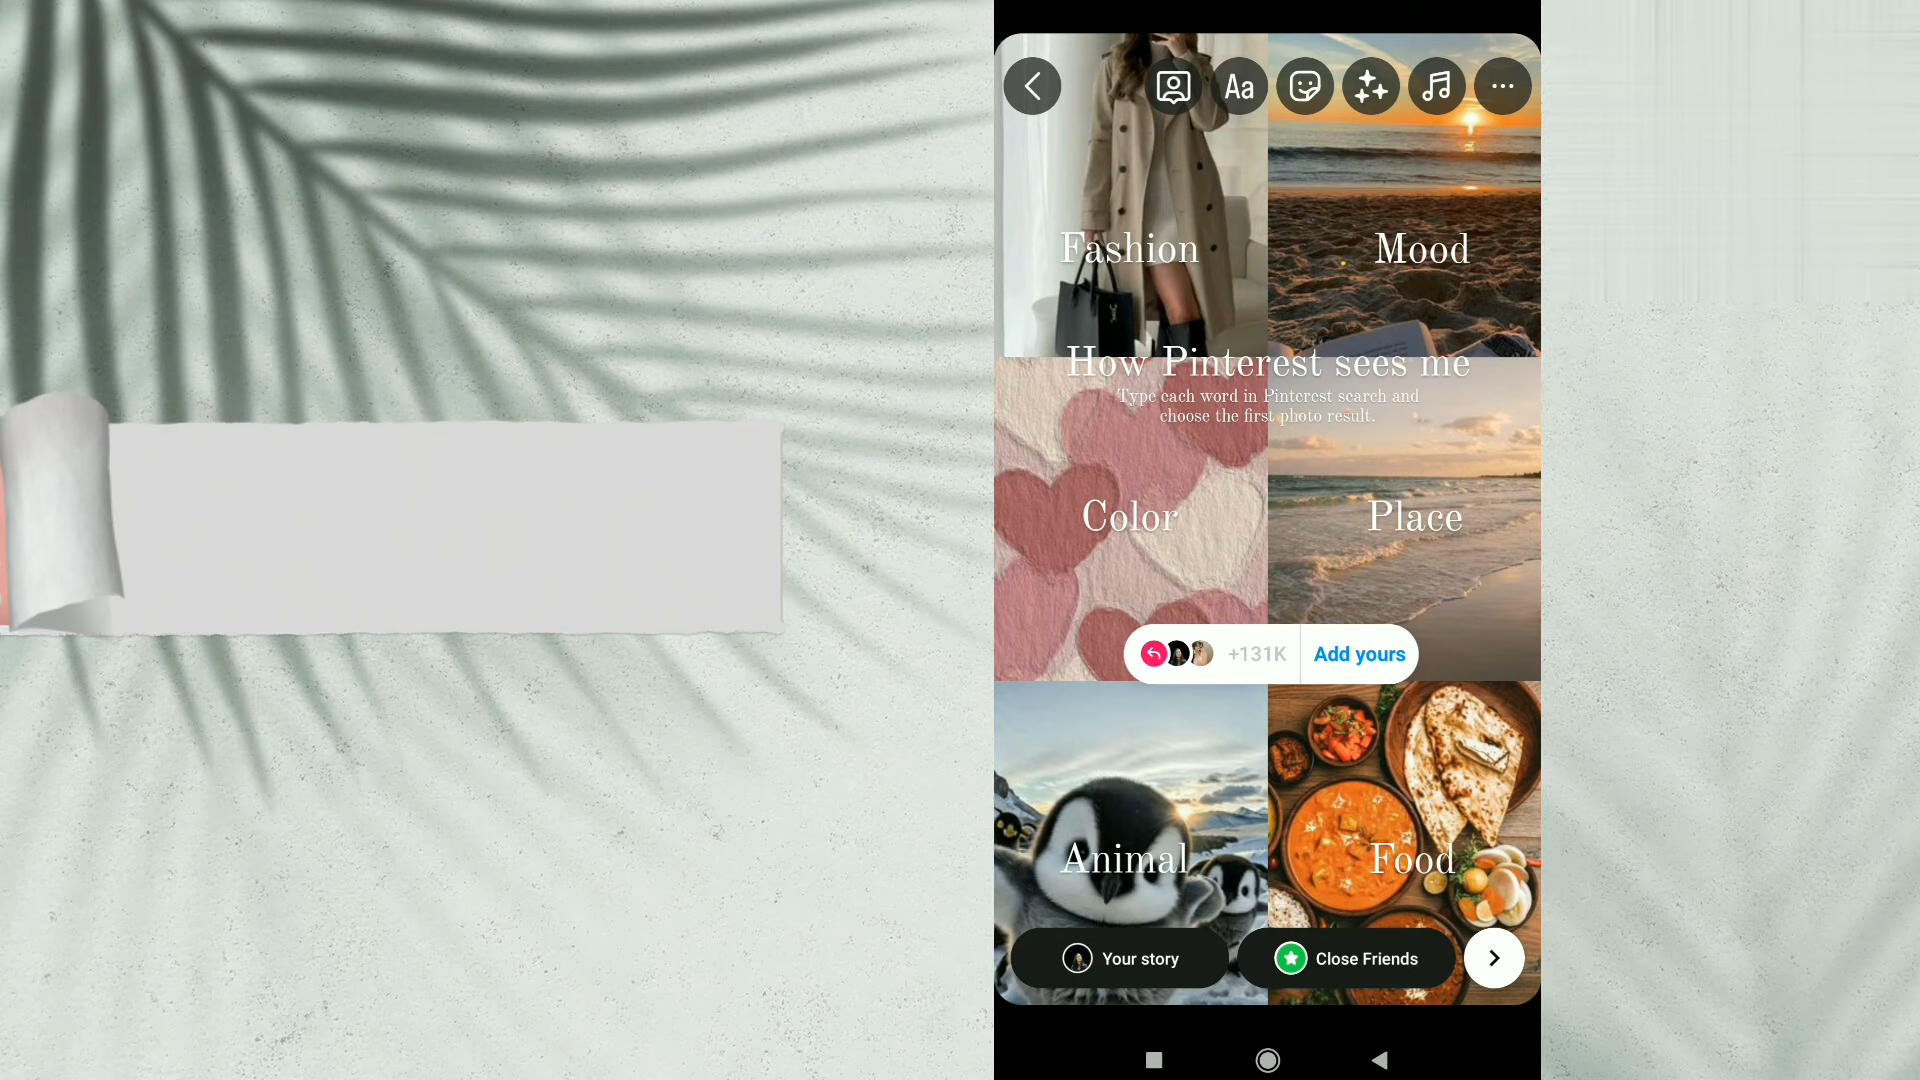 Aa
Fashion
Mood
How Pinterest sees me
Type each word in Pinterest search and
choose the first photo result.
Color
Place
+131K
Add yours
Animal
Food
Your story
Close Friends